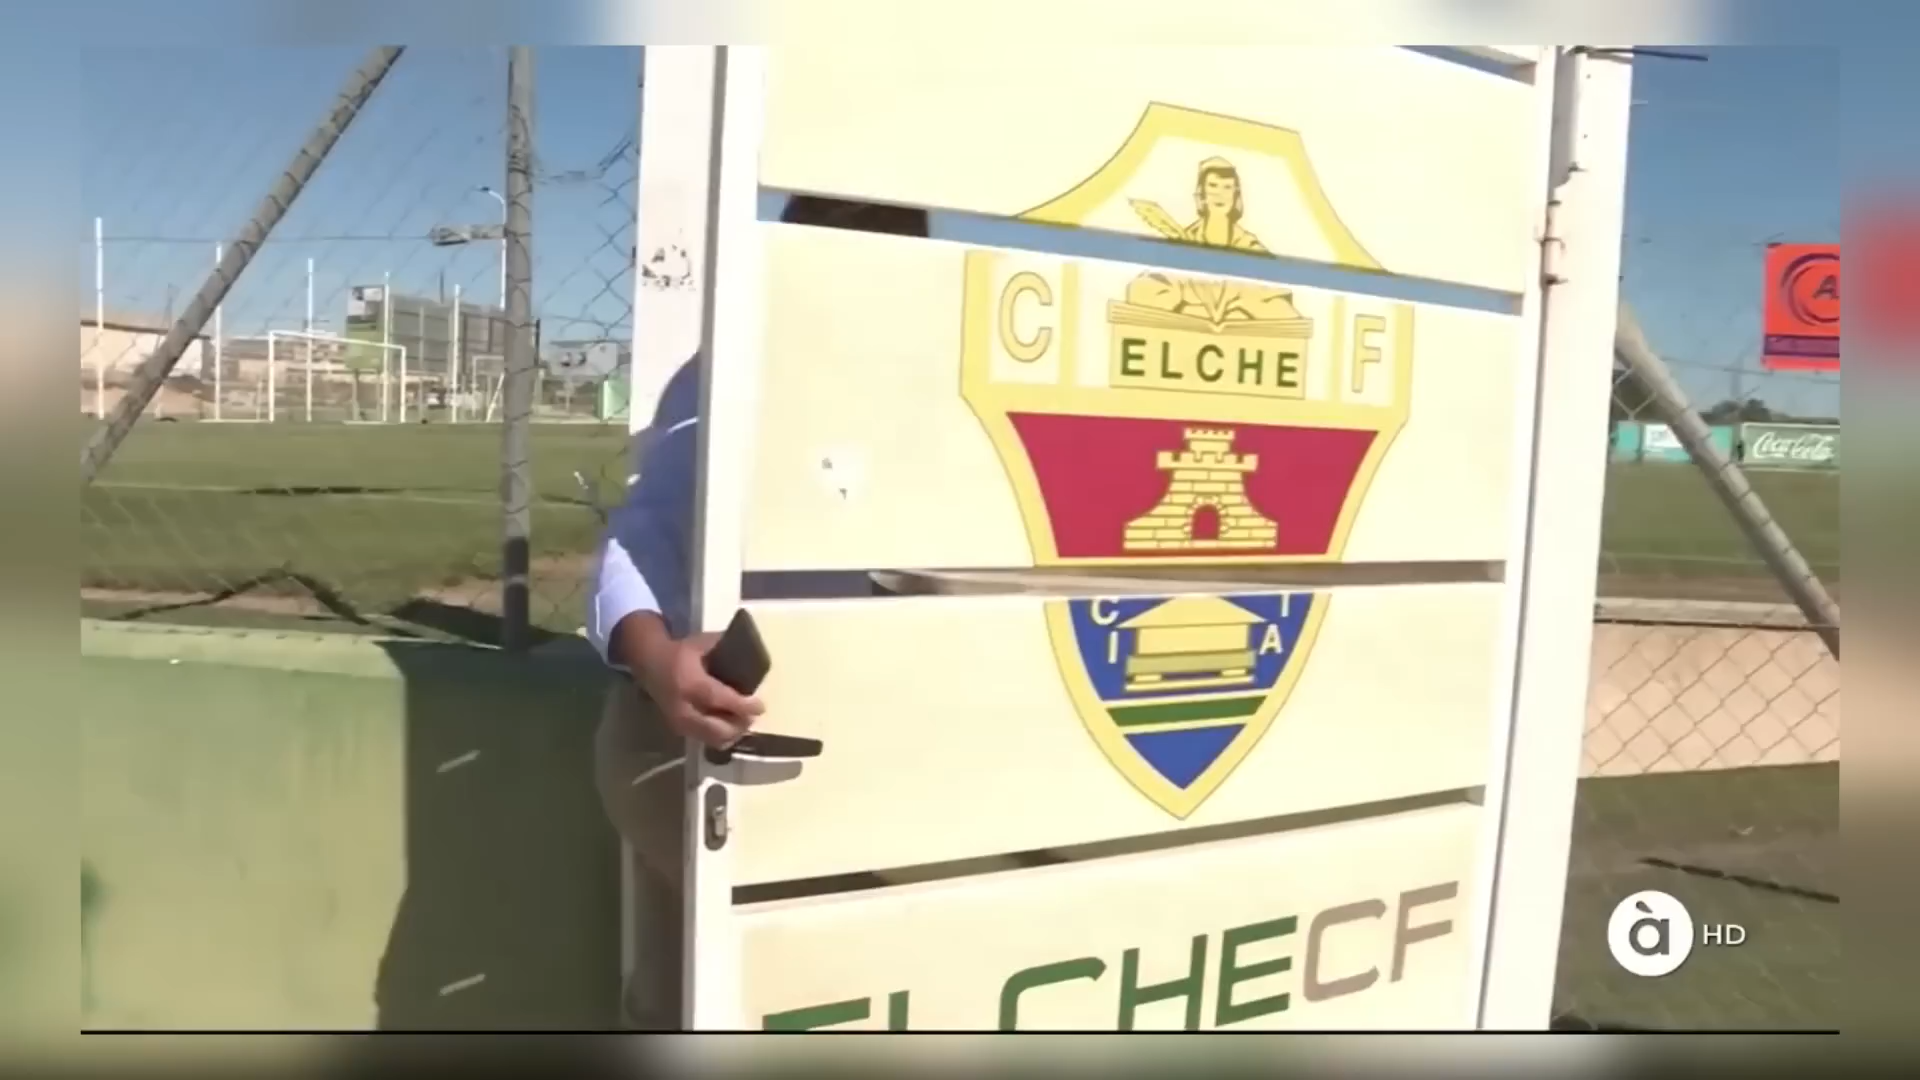 C F
ELCHE
C I
I A
ELCHECF
A
Coca-Cola
à HD